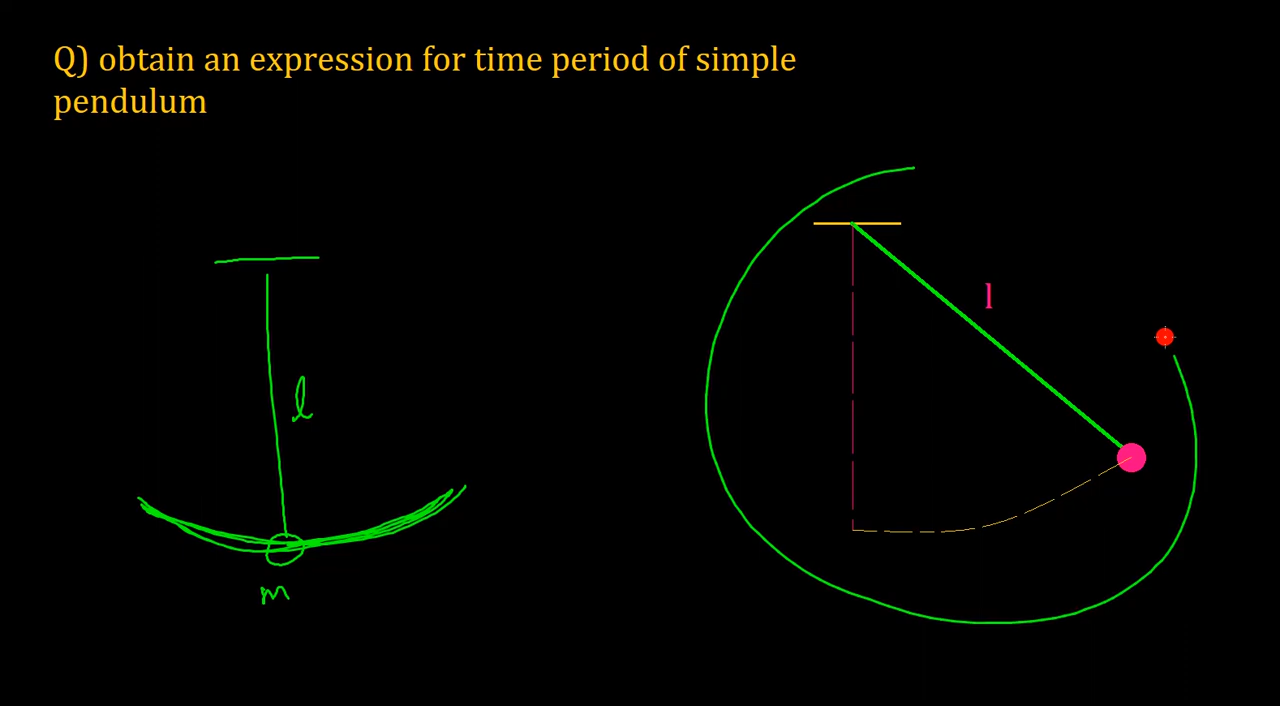 Q) obtain an expression for time period of simple
pendulum
l
l
m